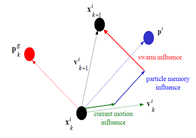 x^i_{k+1}
p^g_k
p^i
swarm influence
v^i_{k+1}
particle memory
influence
current motion
influence
v^i_k
x^i_k